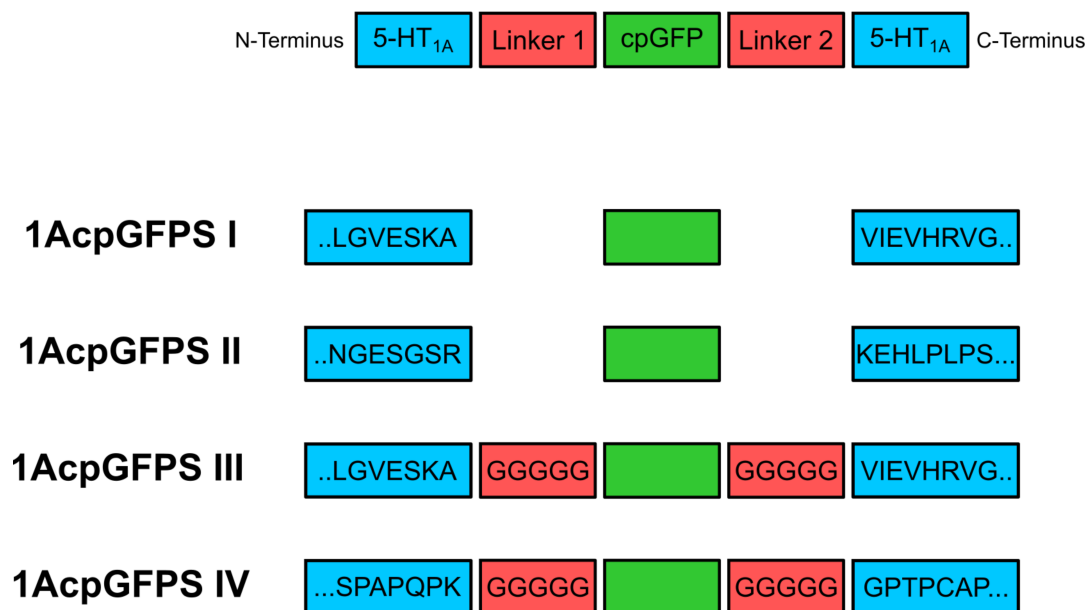 N-Terminus 5-HT1A Linker 1 cpGFP Linker 2 5-HT1A C-Terminus
1AcpGFPS I ..LGVESKA VIEVHRVG..
1AcpGFPS II ..NGESGSR KEHLPLPS...
1AcpGFPS III ..LGVESKA GGGGG GGGGG VIEVHRVG..
1AcpGFPS IV ...SPAPQPK GGGGG GGGGG GPTPCAP...